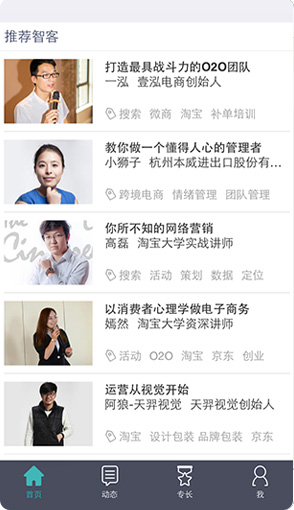 推荐智客
打造最具战斗力的O2O团队
一泓 壹泓电商创始人
搜索 微商 淘宝 补单培训
教你做一个懂得人心的管理者
小狮子 杭州本威进出口股份有...
跨境电商 情绪管理 团队管理
你所不知的网络营销
高磊 淘宝大学实战讲师
搜索 活动 策划 数据 定位
以消费者心理学做电子商务
嫣然 淘宝大学资深讲师
活动 O2O 淘宝 京东 创业
运营从视觉开始
阿狼-天羿视觉 天羿视觉创始人
淘宝 设计包装 品牌包装 京东
首页 动态 专长 我